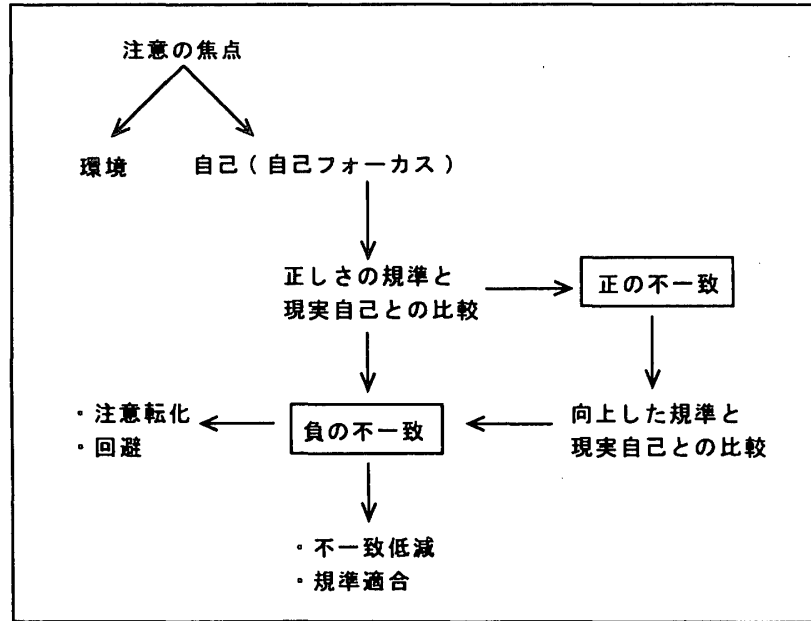 注意の焦点
環境
自己(自己フォーカス)
正しさの規準と
現実自己との比較
正の不一致
・注意転化
・回避
負の不一致
向上した規準と
現実自己との比較
・不一致低減
・規準適合